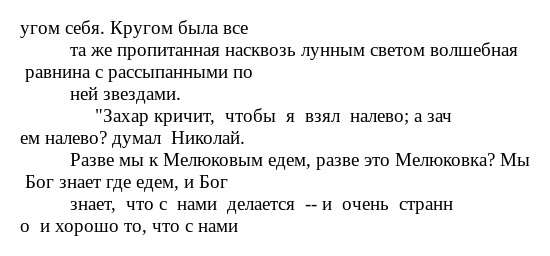 угом себя. Кругом была все
та же пропитанная насквозь лунным светом волшебная
равнина с рассыпанными по
ней звездами.
"Захар кричит, чтобы я взял налево; а зач
ем налево? думал Николай.
Разве мы к Мелюковым едем, разве это Мелюковка? Мы
Бог знает где едем, и Бог
знает, что с нами делается -- и очень странн
о и хорошо то, что с нами